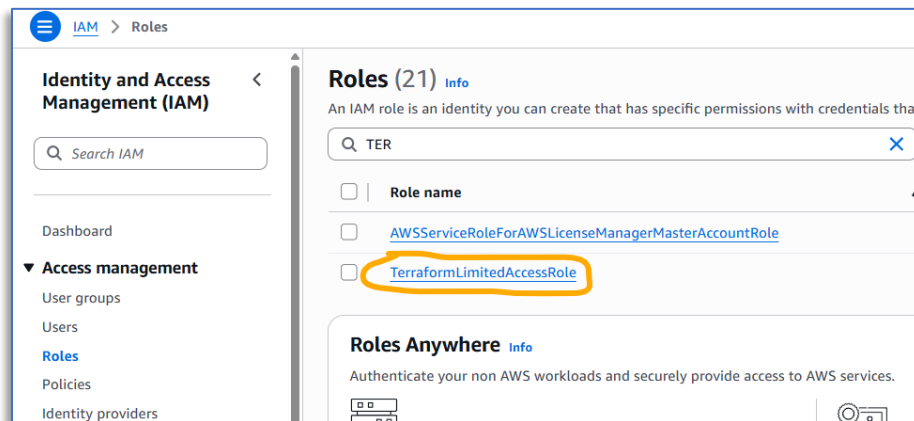 IAM > Roles
Identity and Access
Management (IAM)
Search IAM
Dashboard
Access management
User groups
Users
Roles
Policies
Identity providers
Roles (21) Info
An IAM role is an identity you can create that has specific permissions with credentials tha
TER
Role name
AWSServiceRoleForAWSLicenseManagerMasterAccountRole
TerraformLimitedAccessRole
Roles Anywhere Info
Authenticate your non AWS workloads and securely provide access to AWS services.